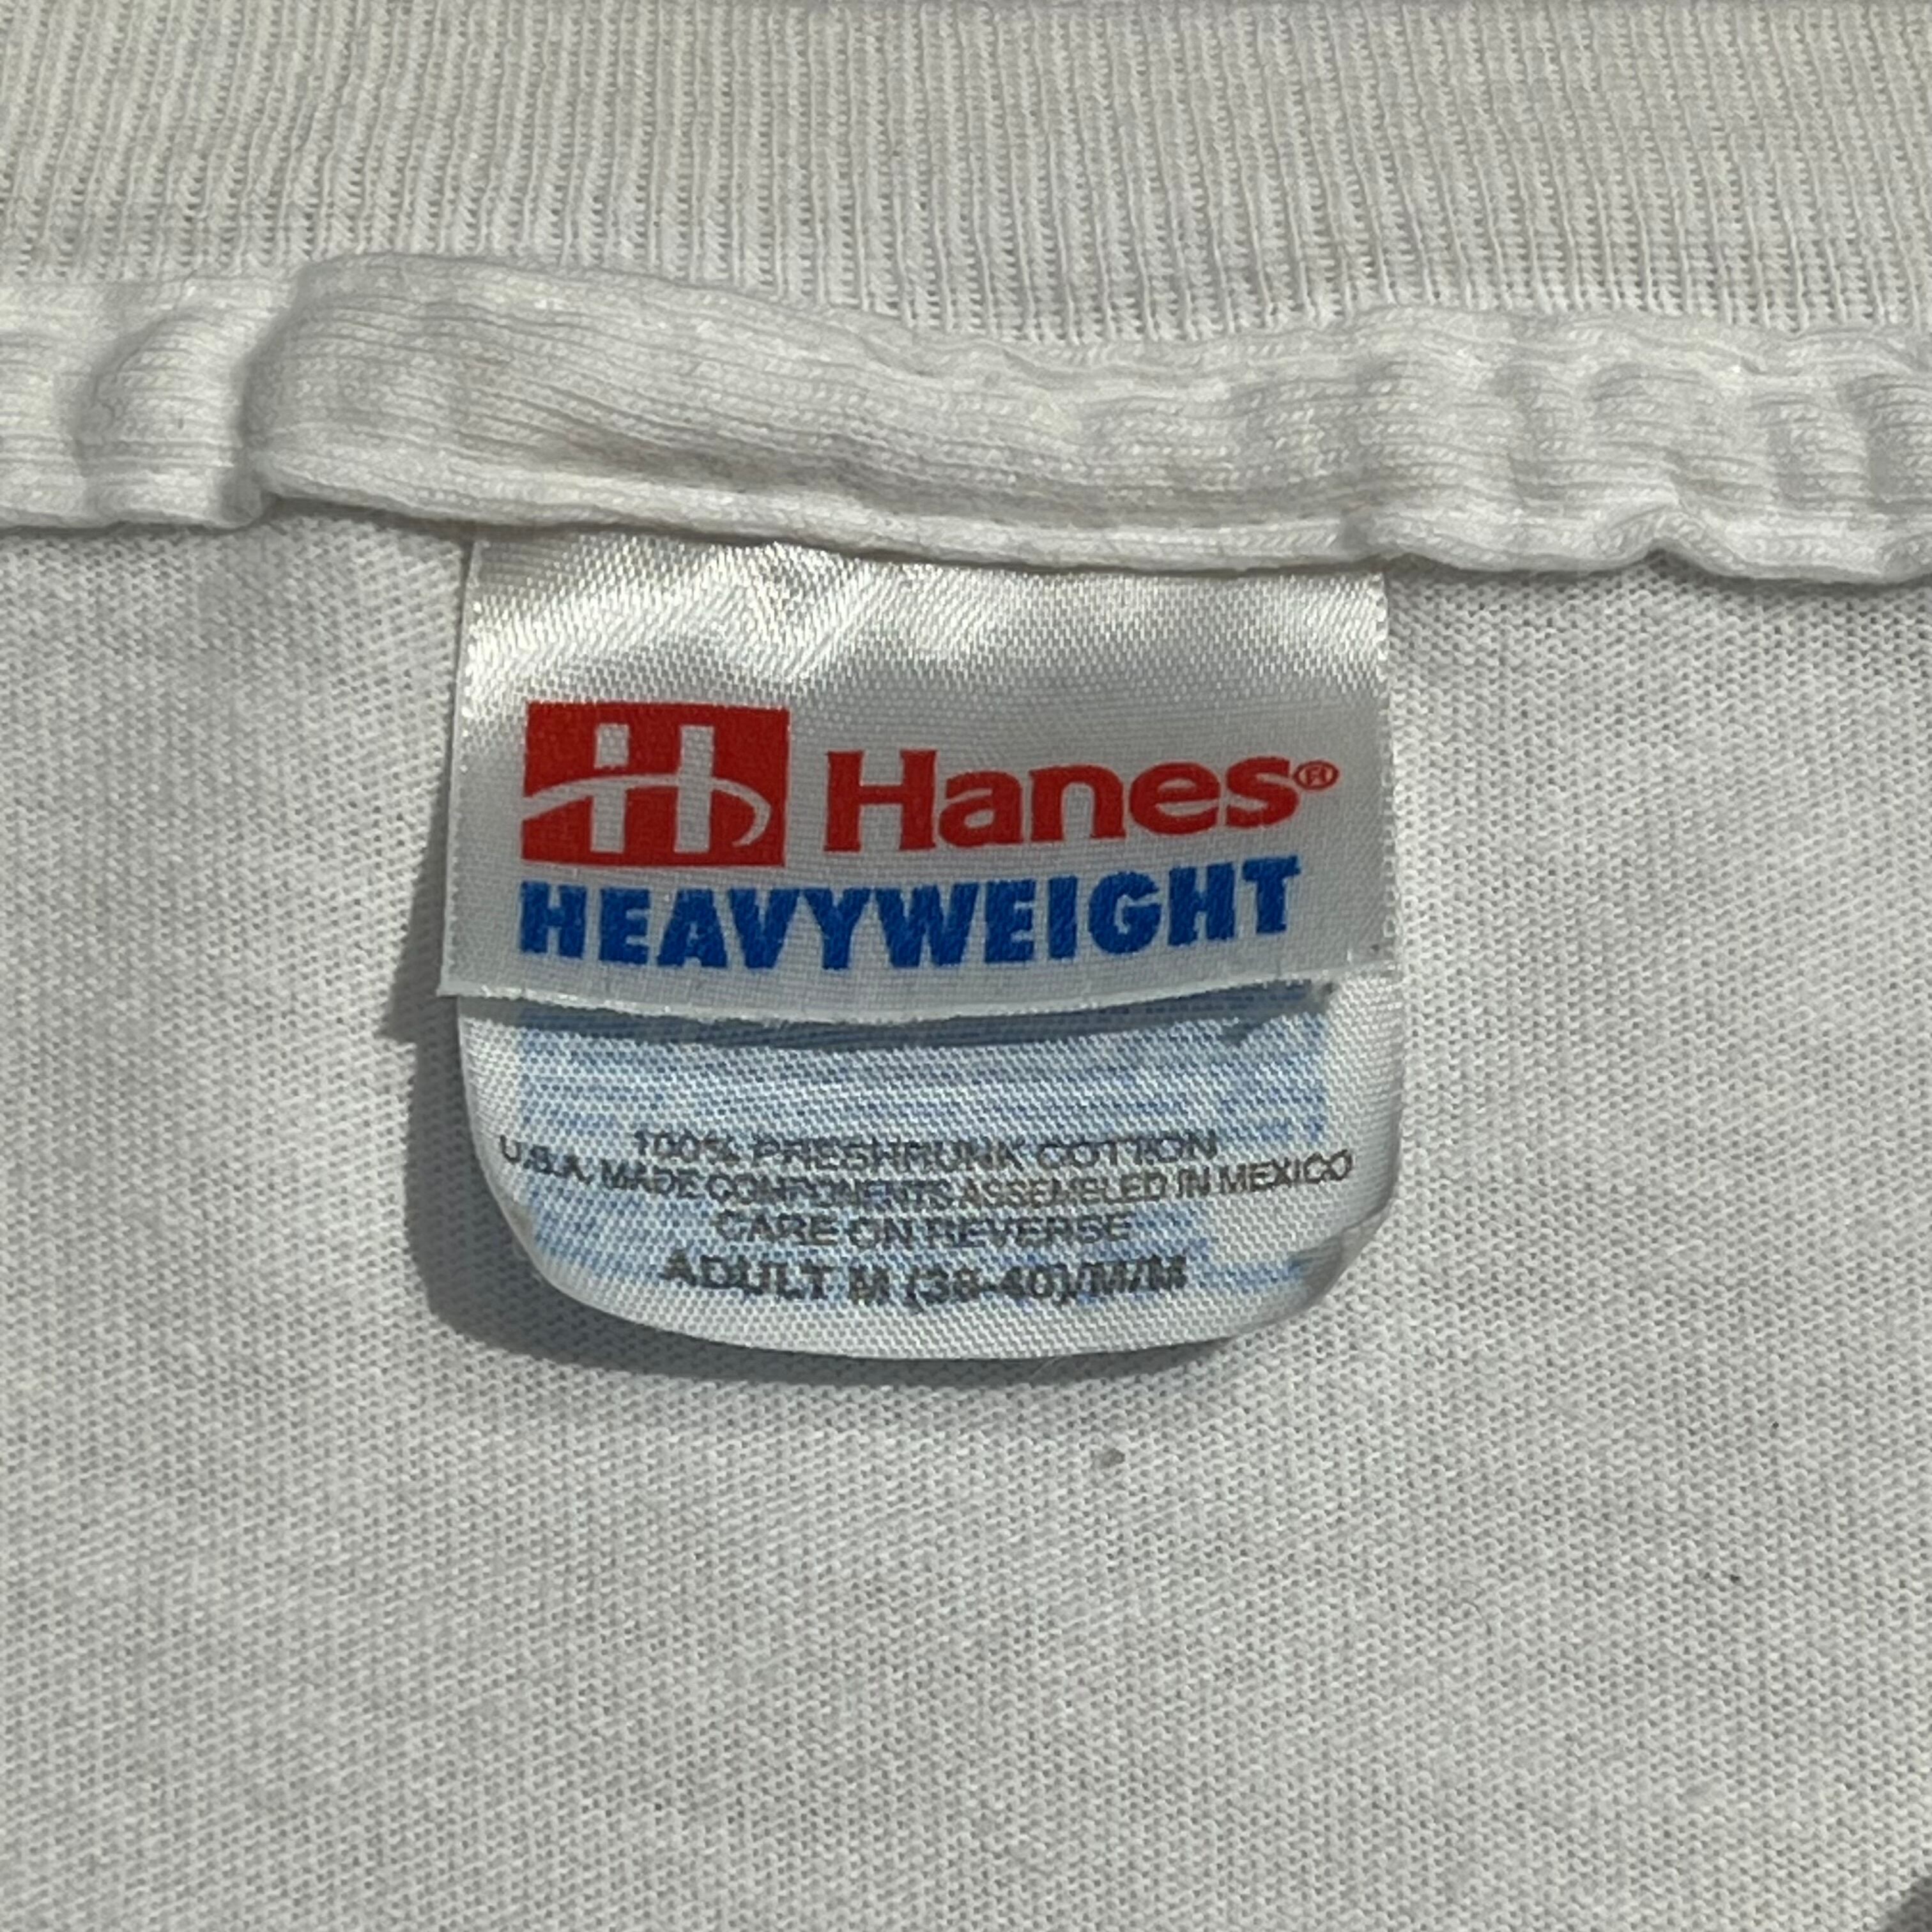 H Hanes®
HEAVYWEIGHT
100% PRESHRUNK COTTON
U.S.A. MADE COMPONENTS ASSEMBLED IN MEXICO
CARE ON REVERSE
ADULT M (38-40)/M/M